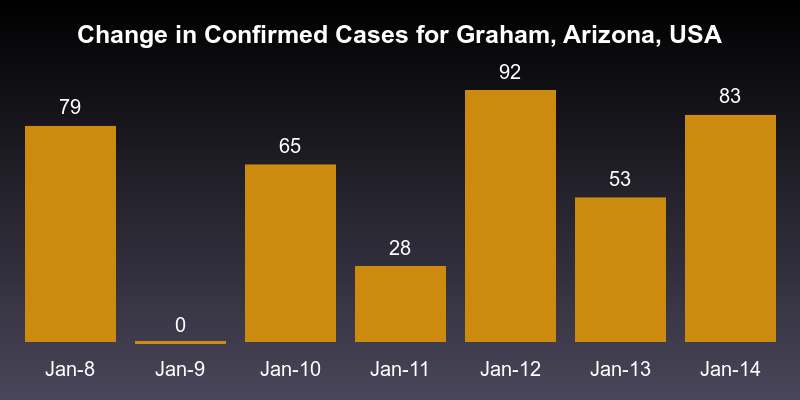 Change in Confirmed Cases for Graham, Arizona, USA
79
0
65
28
92
53
83
Jan-8
Jan-9
Jan-10
Jan-11
Jan-12
Jan-13
Jan-14